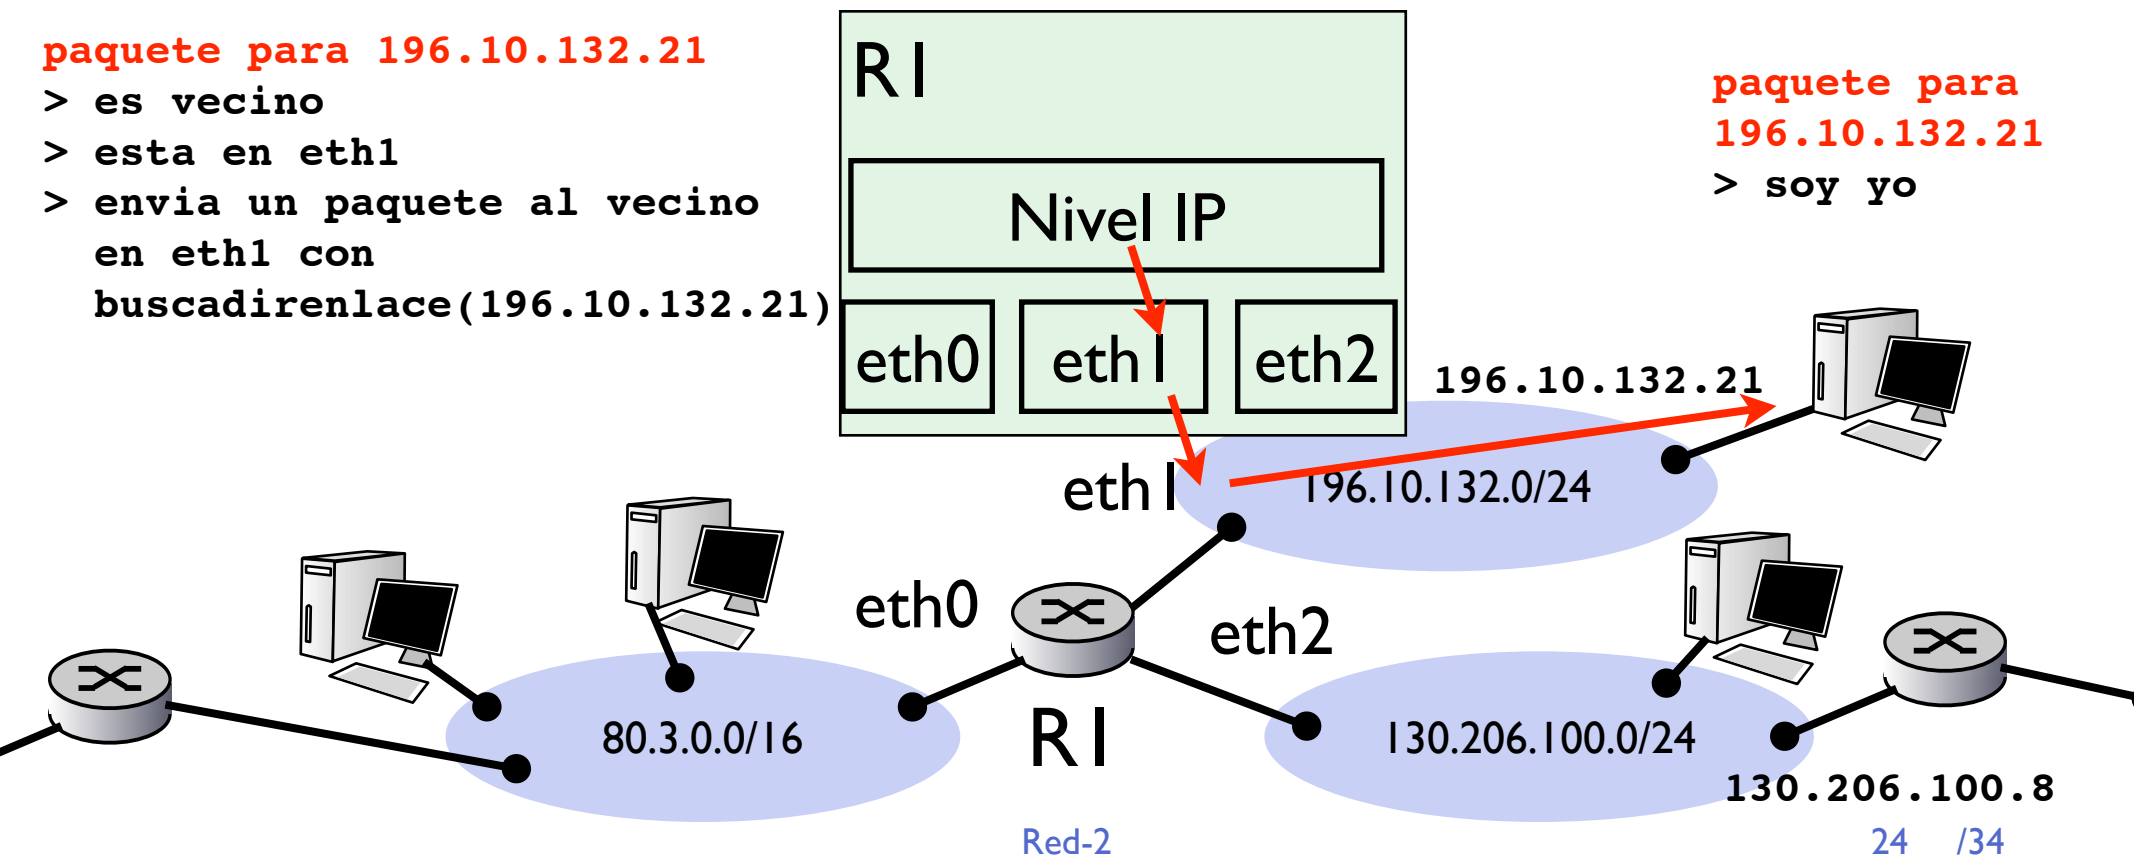 paquete para 196.10.132.21
> es vecino
> esta en eth1
> envia un paquete al vecino
en eth1 con
buscadirenlace(196.10.132.21)
R1
Nivel IP
eth0
eth1
eth2
paquete para
196.10.132.21
> soy yo
196.10.132.21
eth1
196.10.132.0/24
eth0
eth2
80.3.0.0/16
R1
130.206.100.0/24
130.206.100.8
Red-2
24 /34